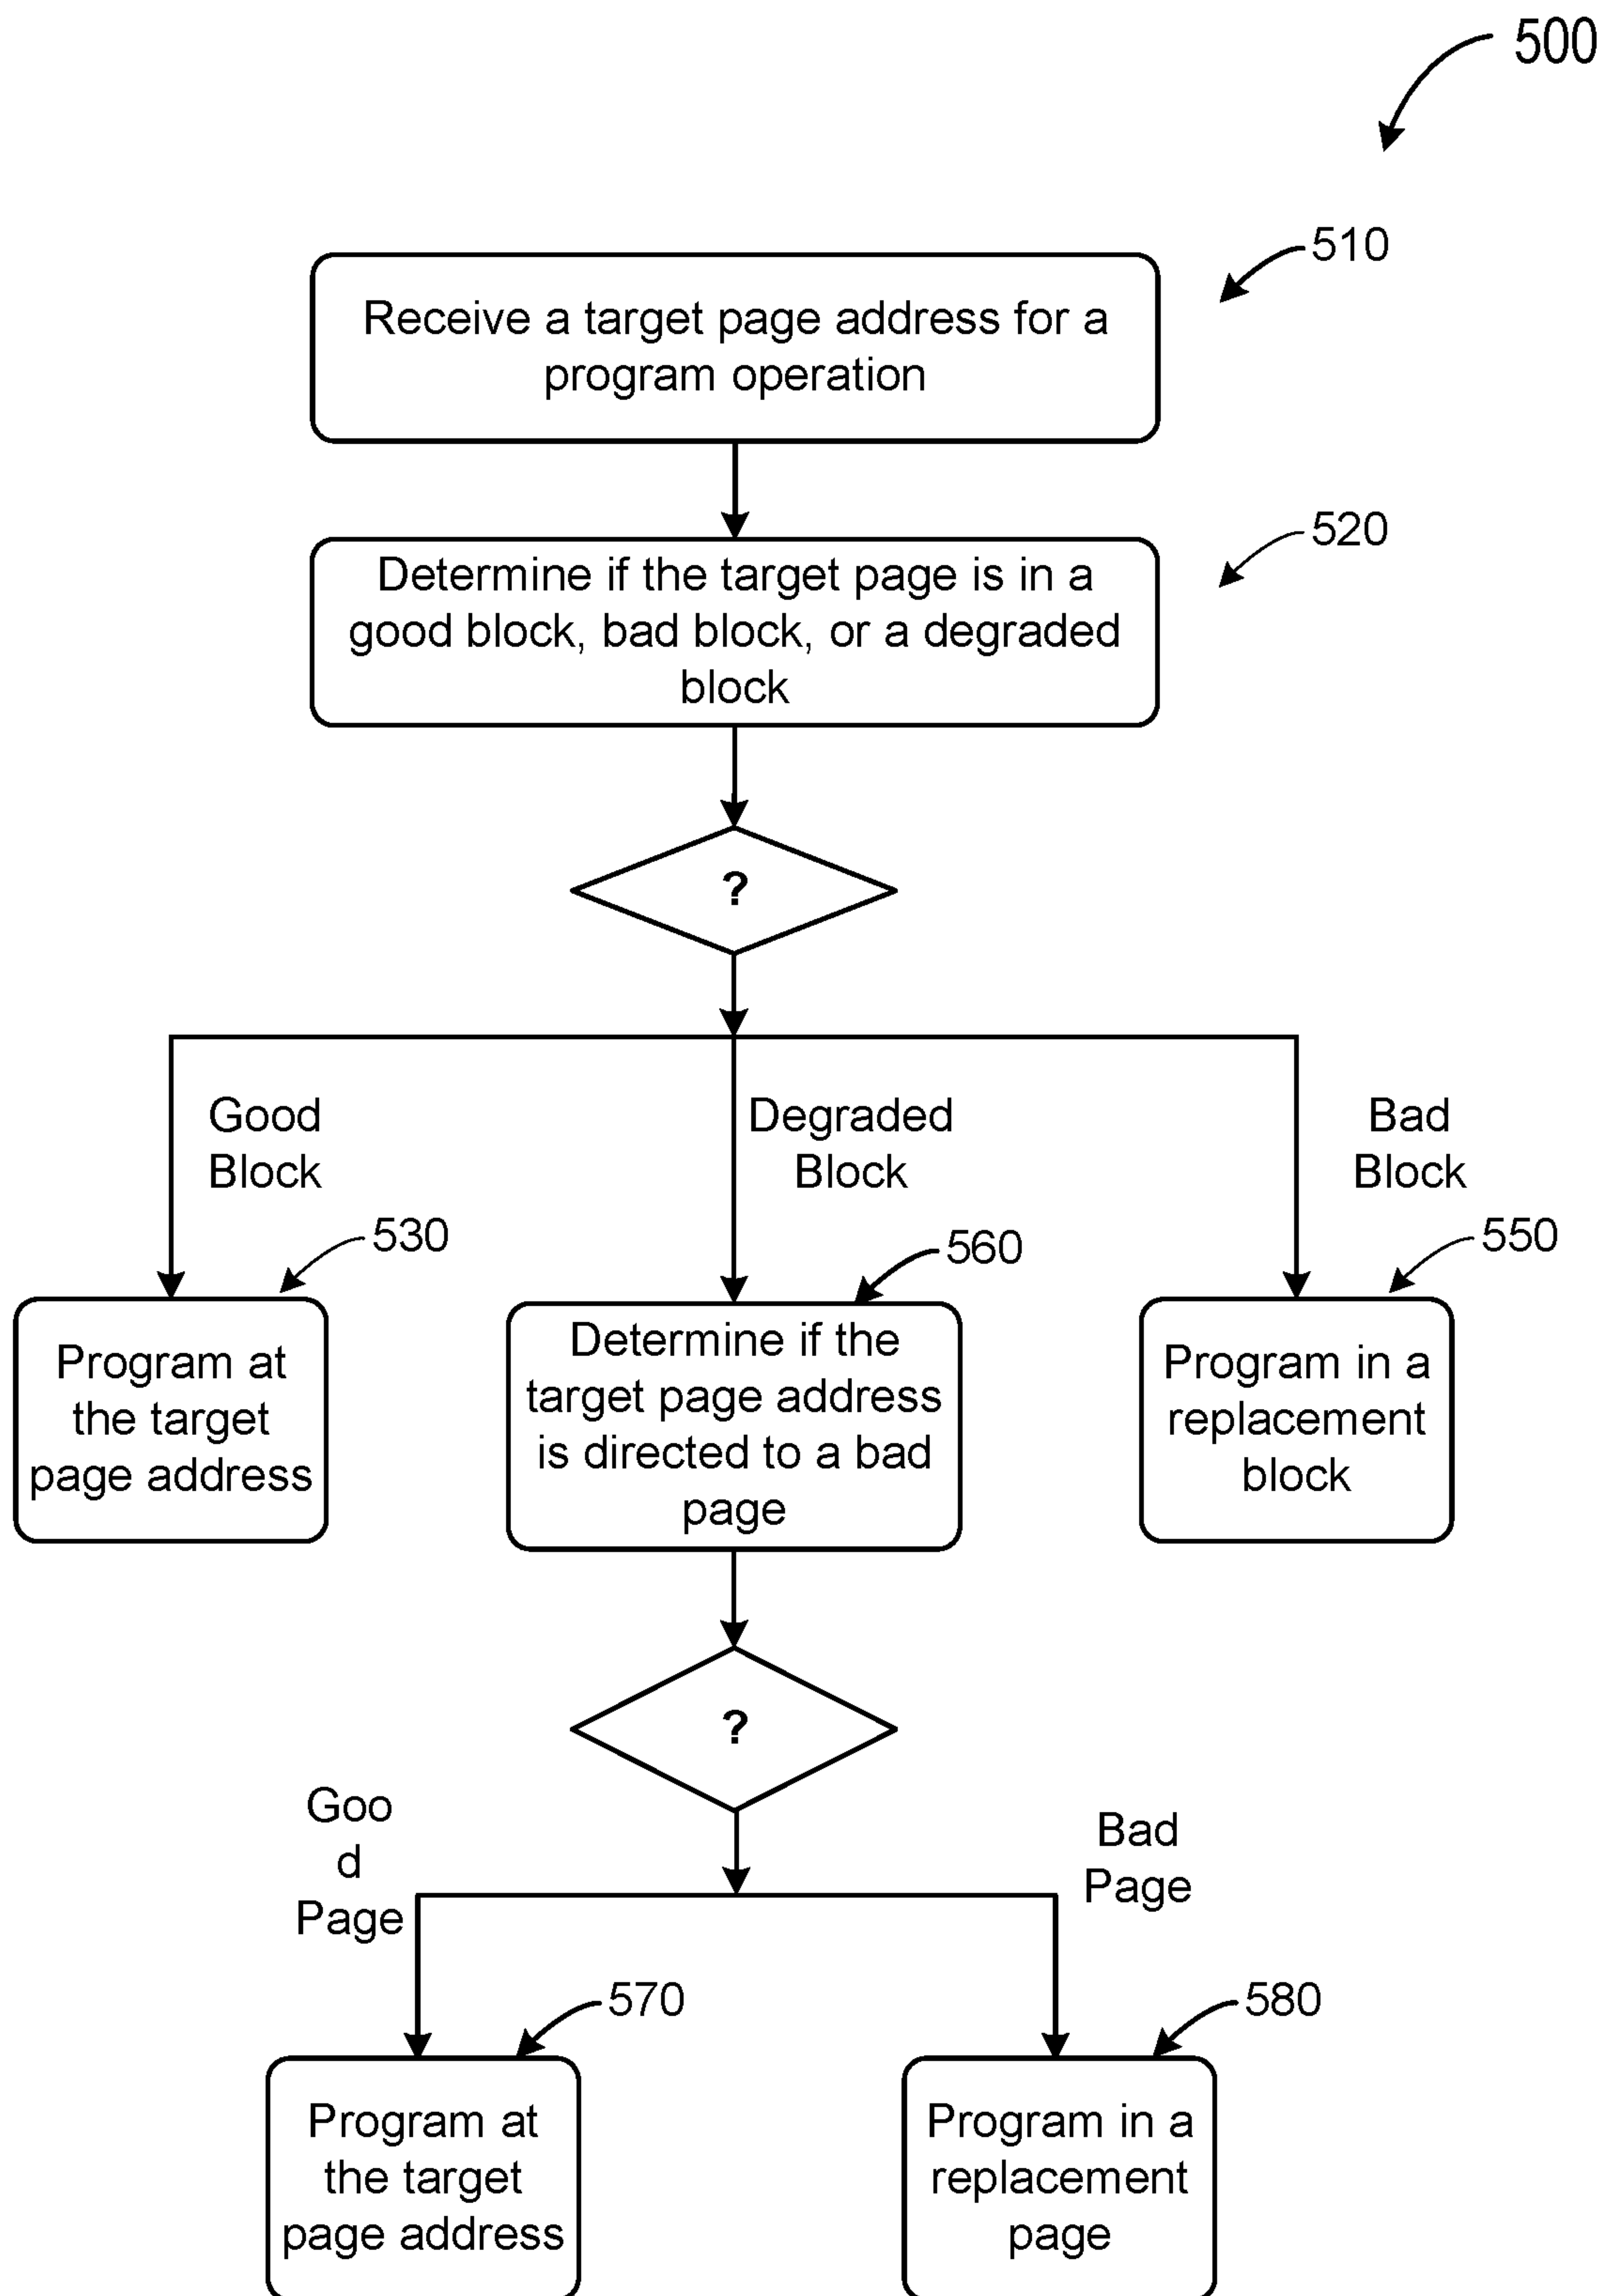 500
510
Receive a target page address for a
program operation
520
Determine if the target page is in a
good block, bad block, or a degraded
block
?
Good
Block
Degraded
Block
Bad
Block
530
560
550
Program at
the target
page address
Determine if the
target page address
is directed to a bad
page
Program in a
replacement
block
?
Goo
d
Page
Bad
Page
570
580
Program at
the target
page address
Program in a
replacement
page